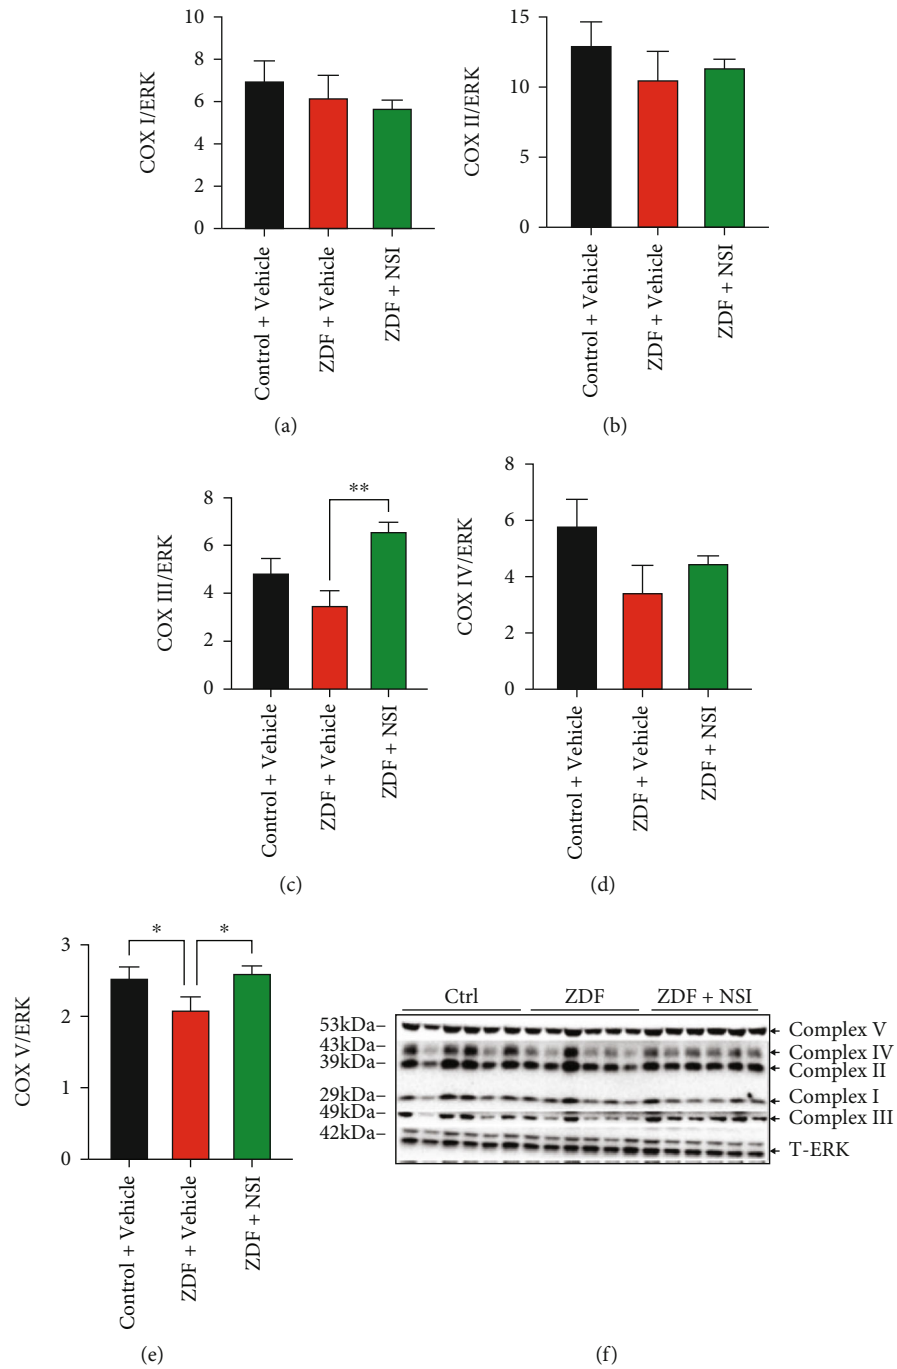 10
8
6
4
2
0
COX I/ERK
Control + Vehicle
ZDF + Vehicle
ZDF + NSI
(a)
15
10
5
0
COX II/ERK
Control + Vehicle
ZDF + Vehicle
ZDF + NSI
(b)
8
6
4
2
0
COX III/ERK
**
Control + Vehicle
ZDF + Vehicle
ZDF + NSI
(c)
8
6
4
2
0
COX IV/ERK
Control + Vehicle
ZDF + Vehicle
ZDF + NSI
(d)
3
2
1
0
COX V/ERK
*
*
Control + Vehicle
ZDF + Vehicle
ZDF + NSI
(e)
Ctrl ZDF ZDF + NSI
53kDa– Complex V
43kDa– Complex IV
39kDa– Complex II
29kDa– Complex I
49kDa– Complex III
42kDa–
T-ERK
(f)